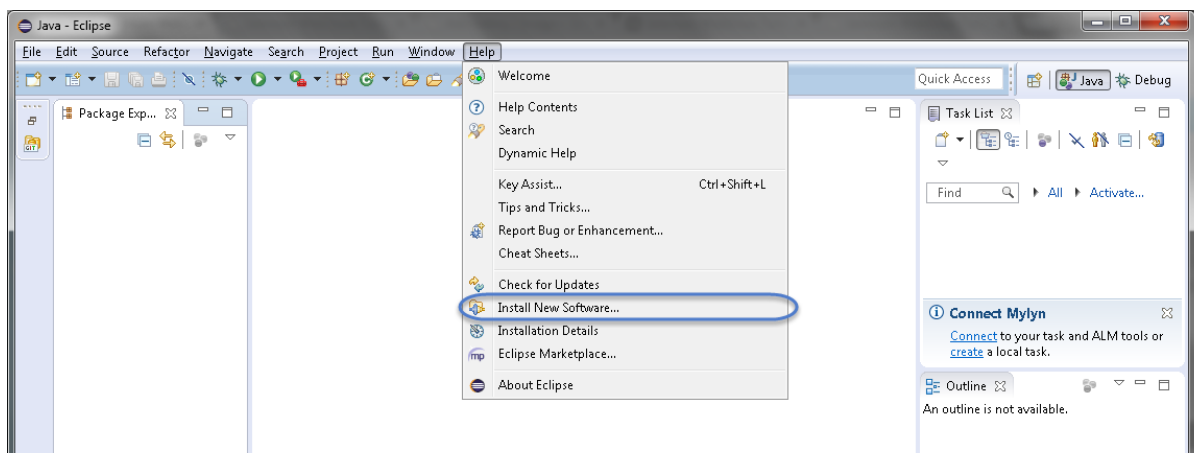 Java - Eclipse
File Edit Source Refactor Navigate Search Project Run Window Help
Quick Access Java Debug
Package Exp...
GIT
Welcome
Help Contents
Search
Dynamic Help
Key Assist... Ctrl+Shift+L
Tips and Tricks...
Report Bug or Enhancement...
Cheat Sheets...
Check for Updates
Install New Software...
Installation Details
mp Eclipse Marketplace...
About Eclipse
Task List
Find All Activate...
Connect Mylyn
Connect to your task and ALM tools or
create a local task.
Outline
An outline is not available.